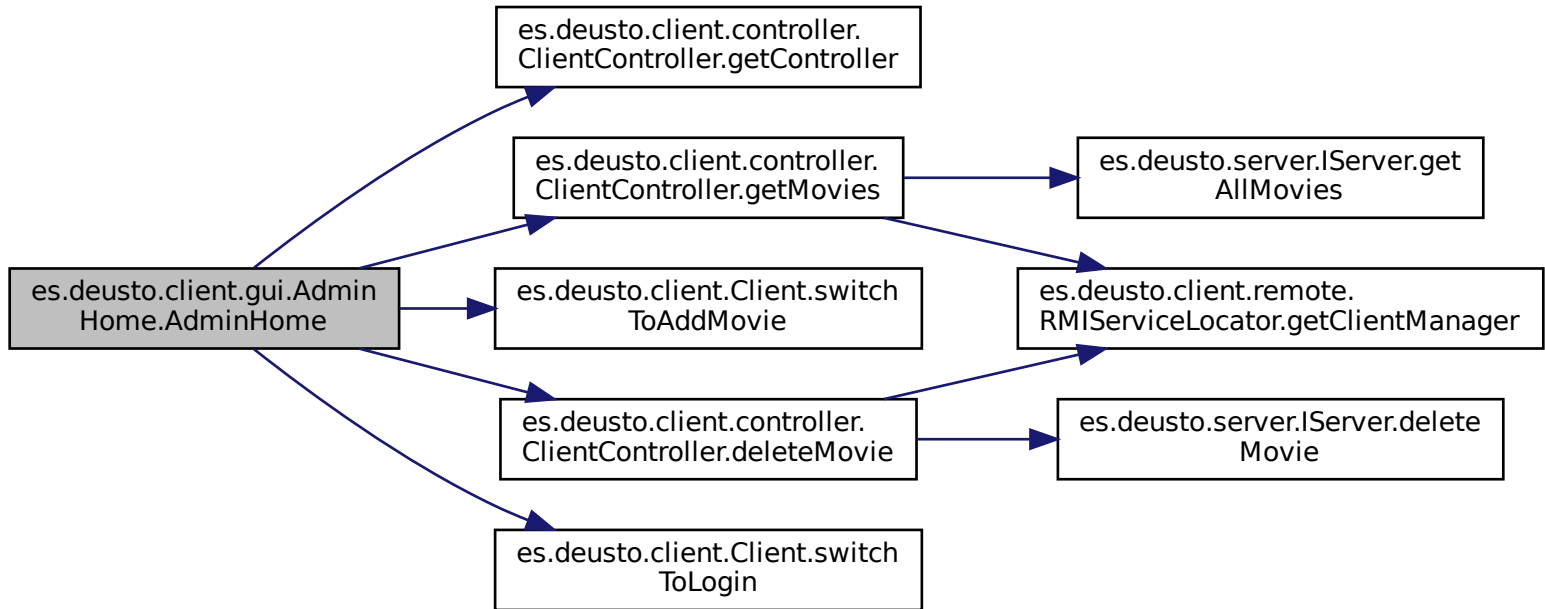 es.deusto.client.controller.
ClientController.getController
es.deusto.client.controller.
ClientController.getMovies
es.deusto.server.IServer.get
AllMovies
es.deusto.client.gui.Admin
Home.AdminHome
es.deusto.client.Client.switch
ToAddMovie
es.deusto.client.remote.
RMIServiceLocator.getClientManager
es.deusto.client.controller.
ClientController.deleteMovie
es.deusto.server.IServer.delete
Movie
es.deusto.client.Client.switch
ToLogin